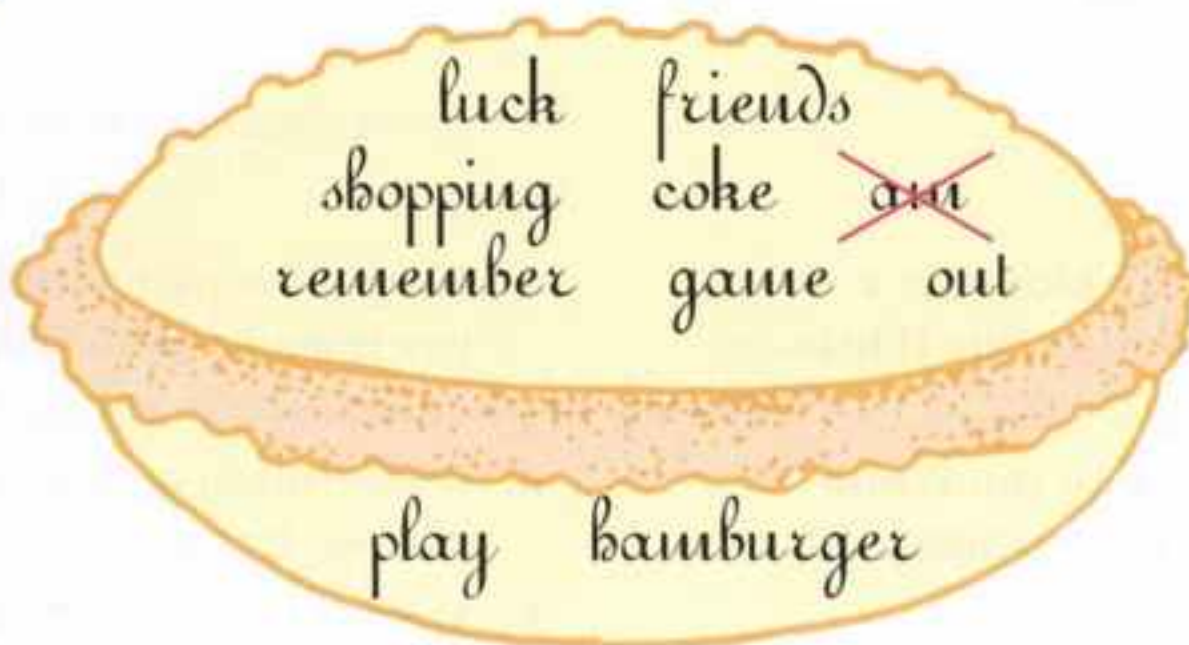 luck friends
shopping coke am
remember game out
play hamburger